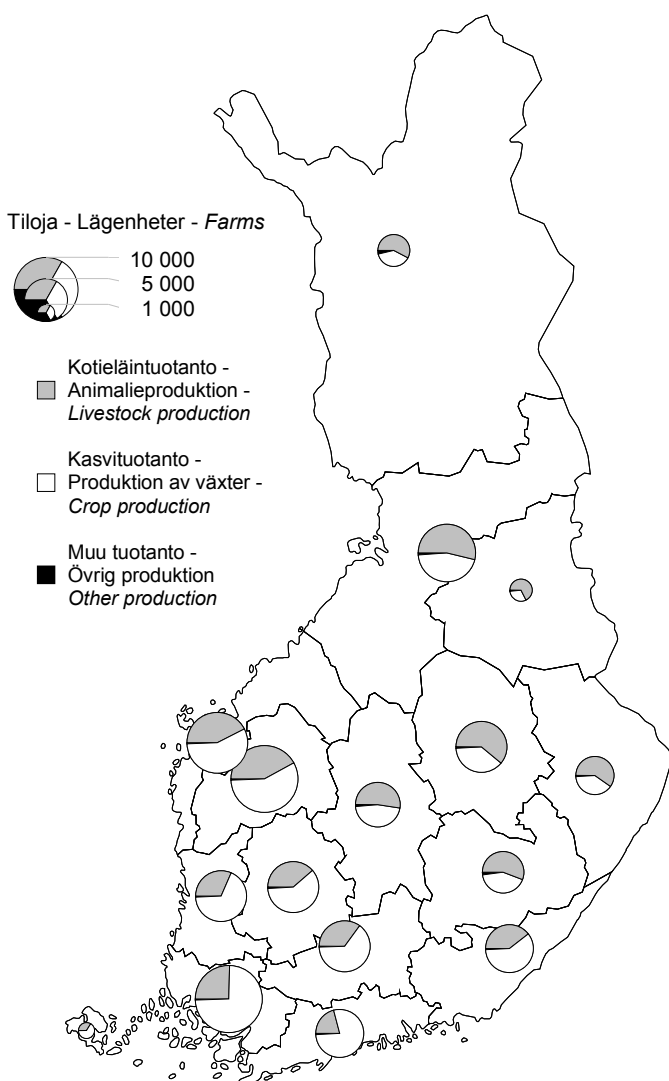 Tiloja - Lägenheter - Farms
10 000
5 000
1 000
Kotieläintuotanto -
Animalieproduktion -
Livestock production
Kasvituotanto -
Produktion av växter -
Crop production
Muu tuotanto -
Övrig produktion
Other production